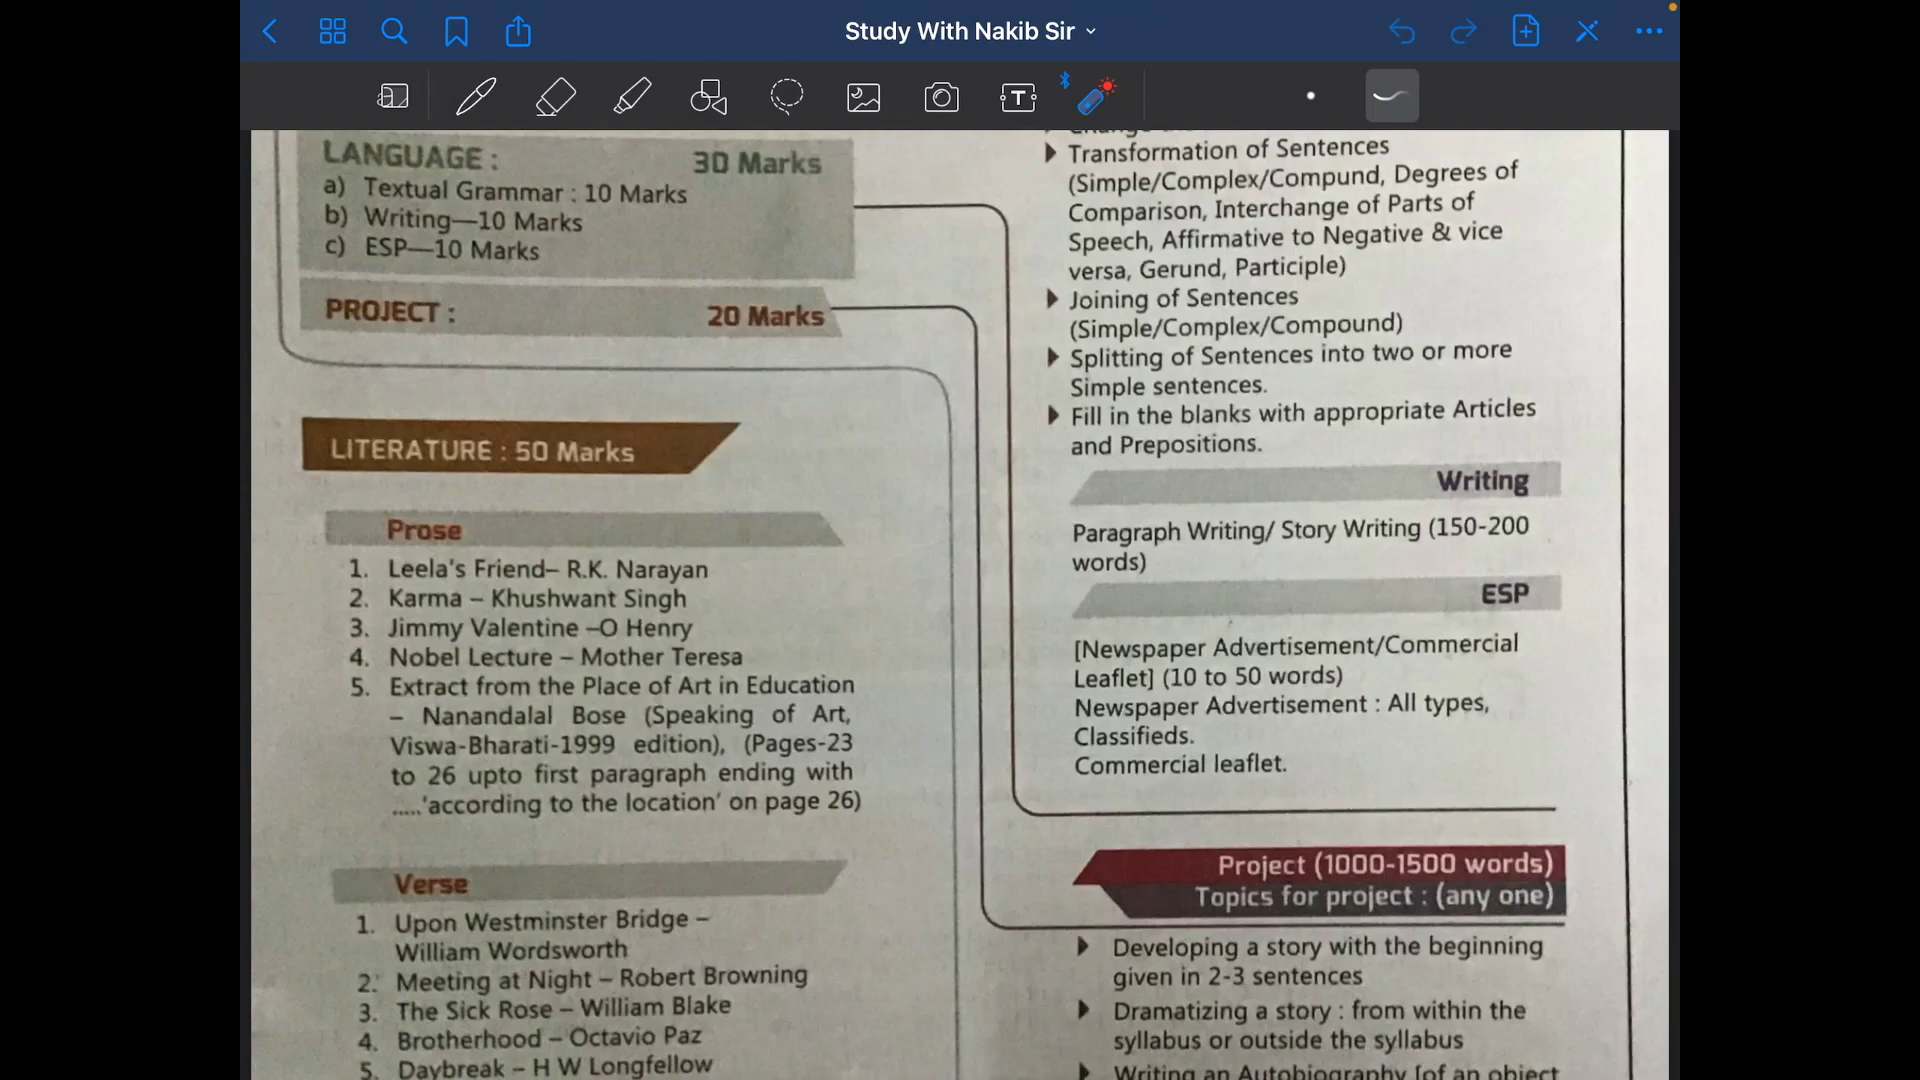 Study With Nakib Sir
LANGUAGE : 30 Marks
a) Textual Grammar : 10 Marks
b) Writing—10 Marks
c) ESP—10 Marks
PROJECT : 20 Marks
LITERATURE : 50 Marks
Prose
1. Leela's Friend– R.K. Narayan
2. Karma – Khushwant Singh
3. Jimmy Valentine –O Henry
4. Nobel Lecture – Mother Teresa
5. Extract from the Place of Art in Education
– Nanandalal Bose (Speaking of Art,
Viswa-Bharati-1999 edition), (Pages-23
to 26 upto first paragraph ending with
.....'according to the location' on page 26)
Verse
1. Upon Westminster Bridge –
William Wordsworth
2. Meeting at Night – Robert Browning
3. The Sick Rose – William Blake
4. Brotherhood – Octavio Paz
5. Daybreak – H W Longfellow
Transformation of Sentences
(Simple/Complex/Compund, Degrees of
Comparison, Interchange of Parts of
Speech, Affirmative to Negative & vice
versa, Gerund, Participle)
Joining of Sentences
(Simple/Complex/Compound)
Splitting of Sentences into two or more
Simple sentences.
Fill in the blanks with appropriate Articles
and Prepositions.
Writing
Paragraph Writing/ Story Writing (150-200
words)
ESP
[Newspaper Advertisement/Commercial
Leaflet] (10 to 50 words)
Newspaper Advertisement : All types,
Classifieds.
Commercial leaflet.
Project (1000-1500 words)
Topics for project : (any one)
Developing a story with the beginning
given in 2-3 sentences
Dramatizing a story : from within the
syllabus or outside the syllabus
Writing an Autobiography [of an object